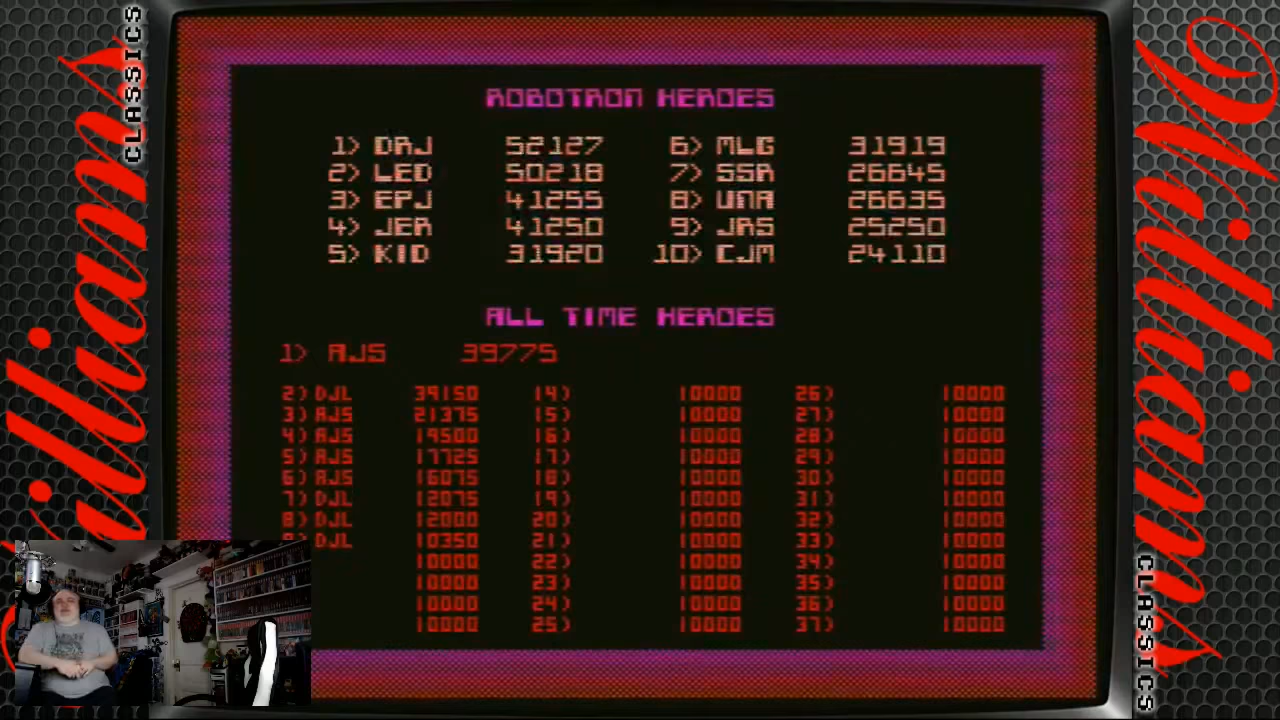 Williams
CLASSICS
ROBOTRON HEROES
1) DRJ 52127 6) MLG 31919
2) LED 50218 7) SSR 26645
3) EPJ 41255 8) UNA 26635
4) JER 41250 9) JRS 25250
5) KID 31920 10) CJM 24110
ALL TIME HEROES
1) AJS 39775
2) DJL 39150 14) 10000 26) 10000
3) AJS 21375 15) 10000 27) 10000
4) AJS 19500 16) 10000 28) 10000
5) AJS 17725 17) 10000 29) 10000
6) AJS 16075 18) 10000 30) 10000
7) DJL 12075 19) 10000 31) 10000
8) DJL 12000 20) 10000 32) 10000
9) DJL 10350 21) 10000 33) 10000
10000 22) 10000 34) 10000
10000 23) 10000 35) 10000
10000 24) 10000 36) 10000
10000 25) 10000 37) 10000
Williams
CLASSICS